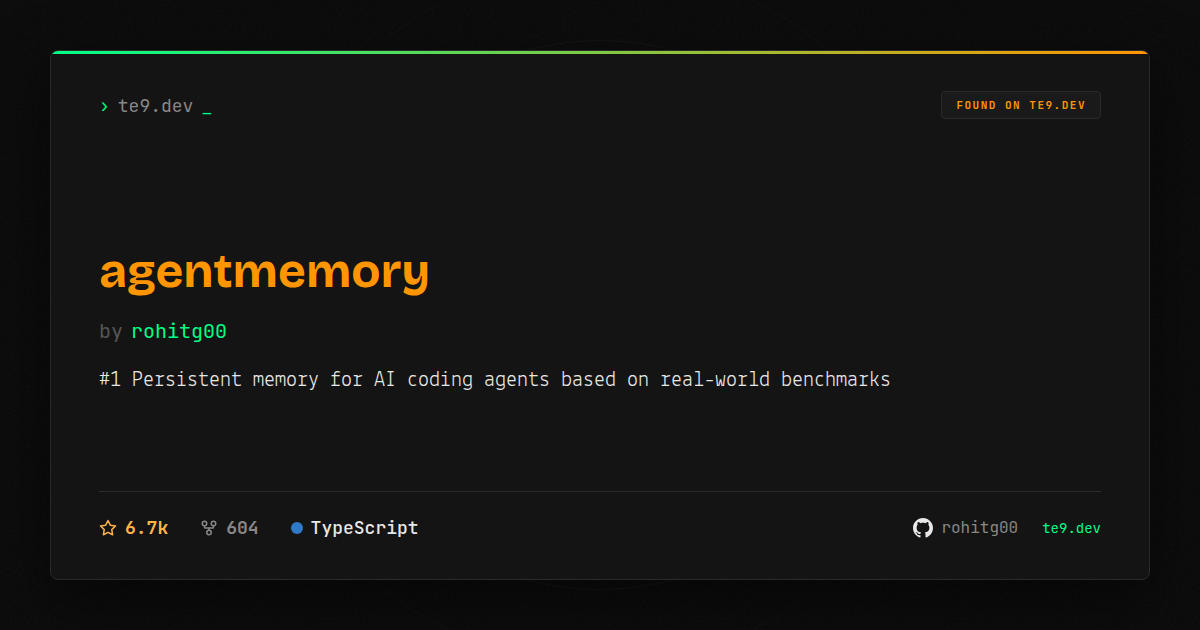 › te9.dev _
FOUND ON TE9.DEV
agentmemory
by rohitg00
#1 Persistent memory for AI coding agents based on real-world benchmarks
6.7k 604 TypeScript
rohitg00 te9.dev